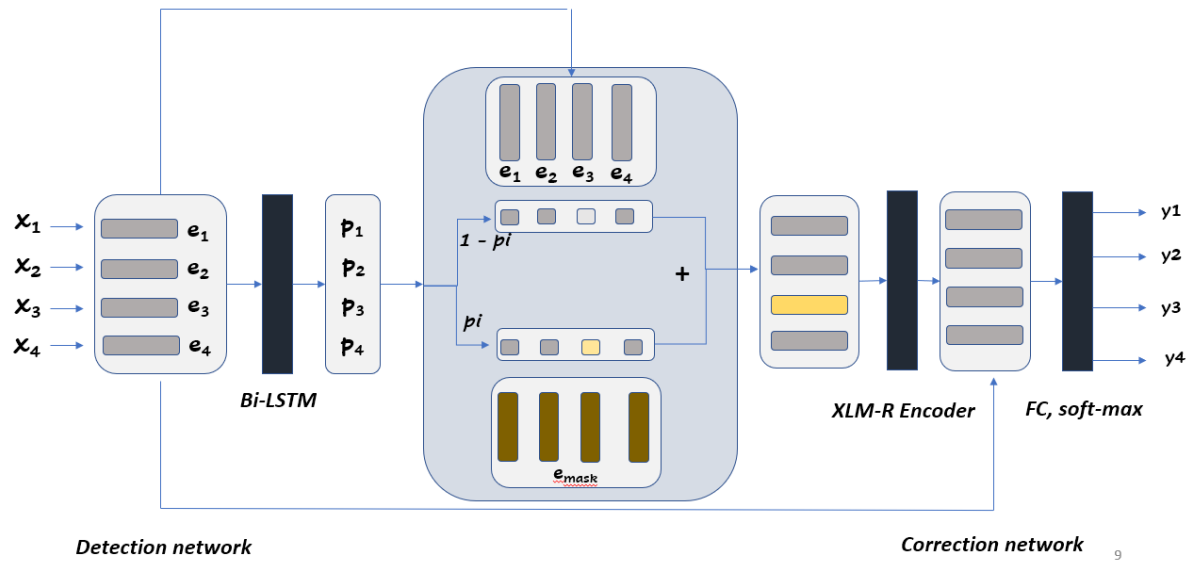 x1
x2
x3
x4
e1
e2
e3
e4
Bi-LSTM
p1
p2
p3
p4
e1 e2 e3 e4
1 - pi
+
pi
emask
XLM-R Encoder
FC, soft-max
y1
y2
y3
y4
Detection network
Correction network
9